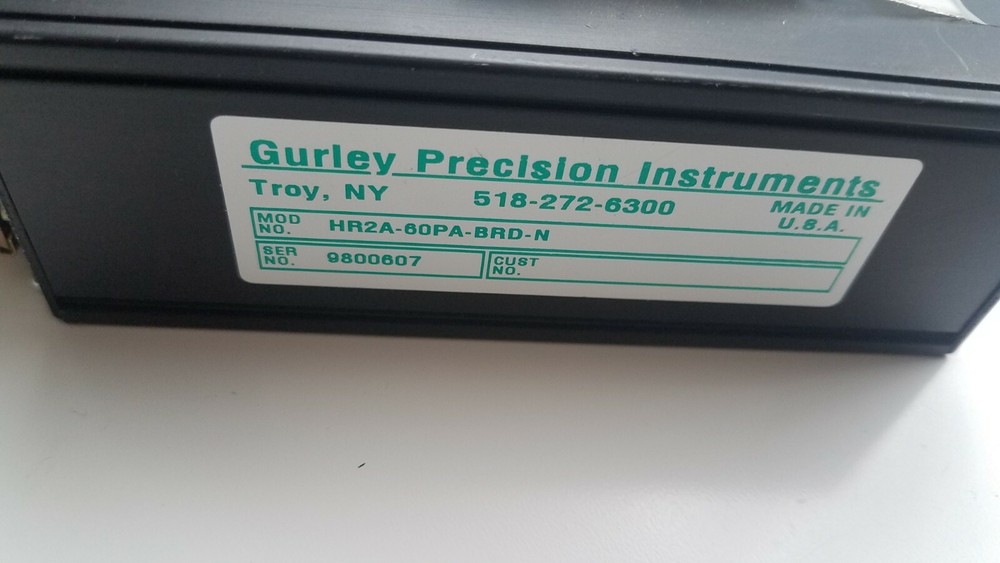 Gurley Precision Instruments
Troy, NY 518-272-6300 MADE IN
U.S.A.
MOD
NO. HR2A-60PA-BRD-N
SER
NO. 9800607
CUST
NO.